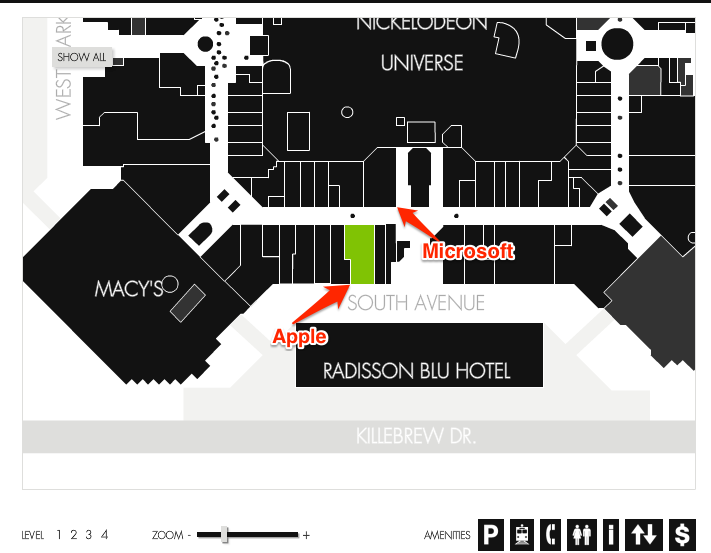 NICKELODEON
UNIVERSE
SHOW ALL
WEST PARK
Microsoft
MACY'S
SOUTH AVENUE
Apple
RADISSON BLU HOTEL
KILLEBREW DR.
LEVEL 1 2 3 4 ZOOM - + AMENITIES P i $